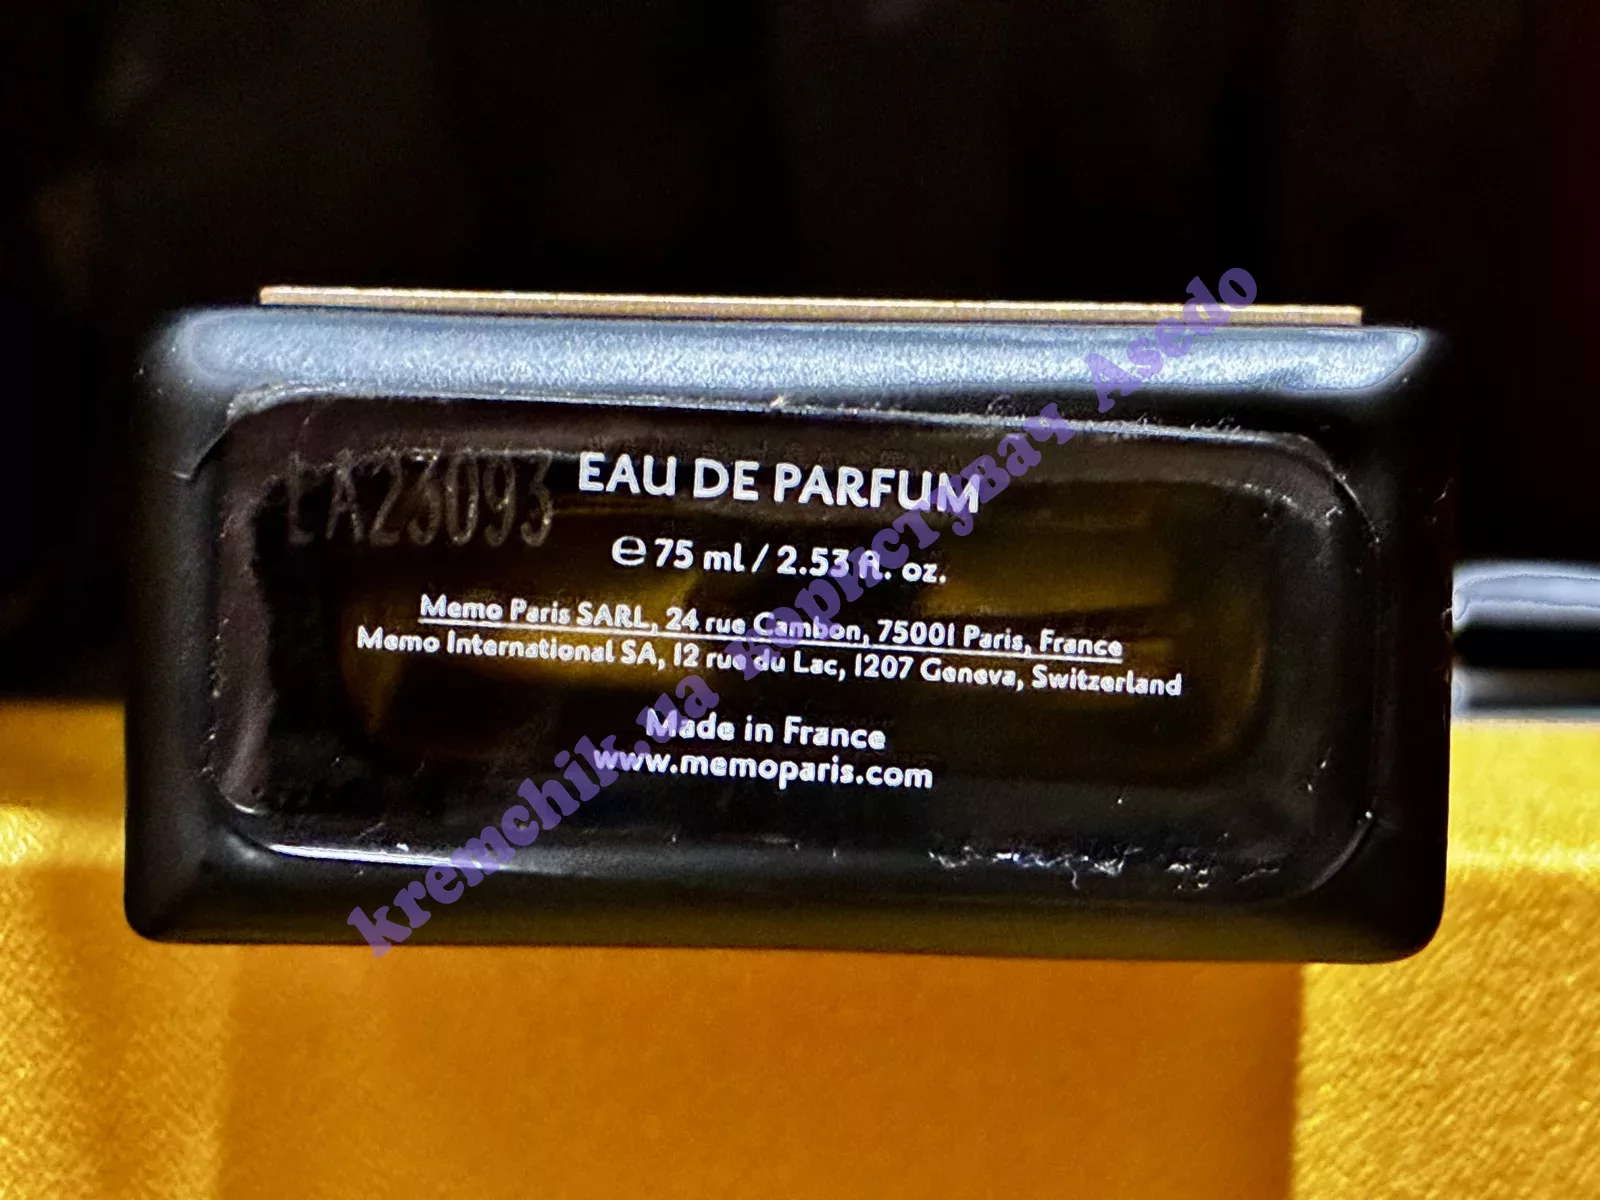 LA23093
EAU DE PARFUM
℮ 75 ml / 2.53 fl. oz.
Memo Paris SARL, 24 rue Cambon, 75001 Paris, France
Memo International SA, 12 rue du Lac, 1207 Geneva, Switzerland
Made in France
www.memoparis.com
kremchik.ua користувач Asedo